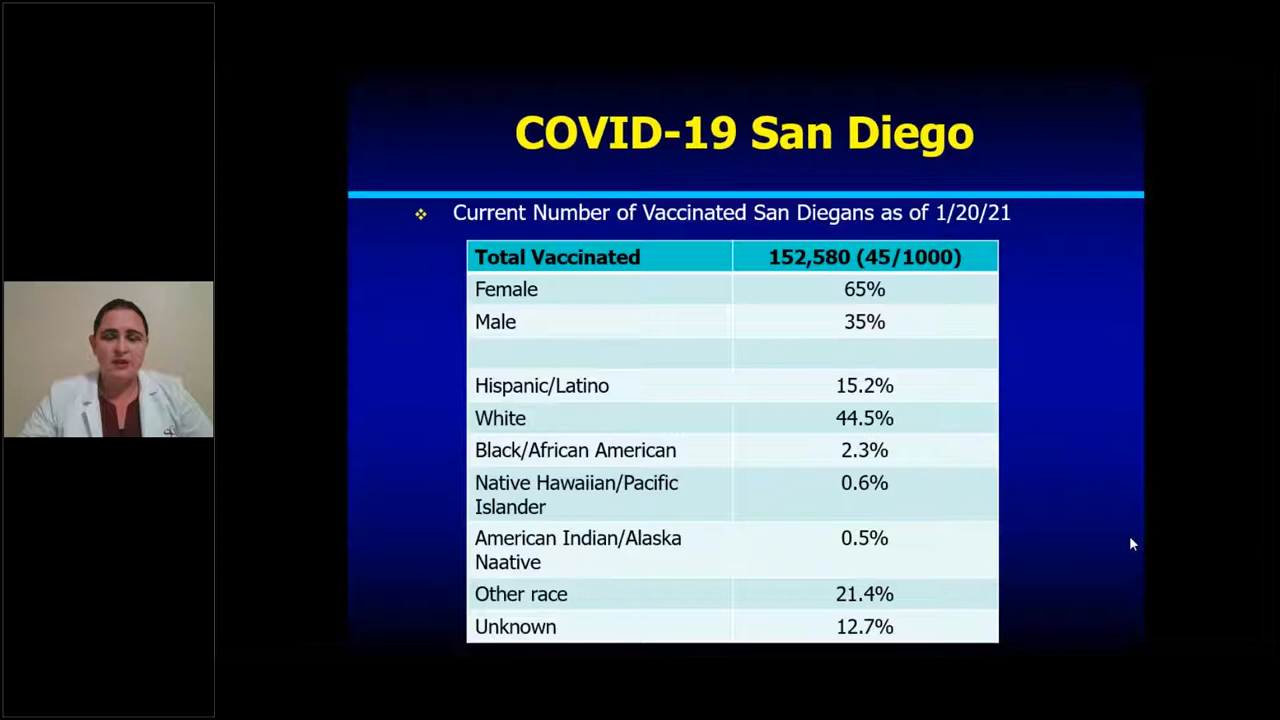 COVID-19 San Diego
Current Number of Vaccinated San Diegans as of 1/20/21
Total Vaccinated 152,580 (45/1000)
Female 65%
Male 35%
Hispanic/Latino 15.2%
White 44.5%
Black/African American 2.3%
Native Hawaiian/Pacific 0.6%
Islander
American Indian/Alaska 0.5%
Naative
Other race 21.4%
Unknown 12.7%